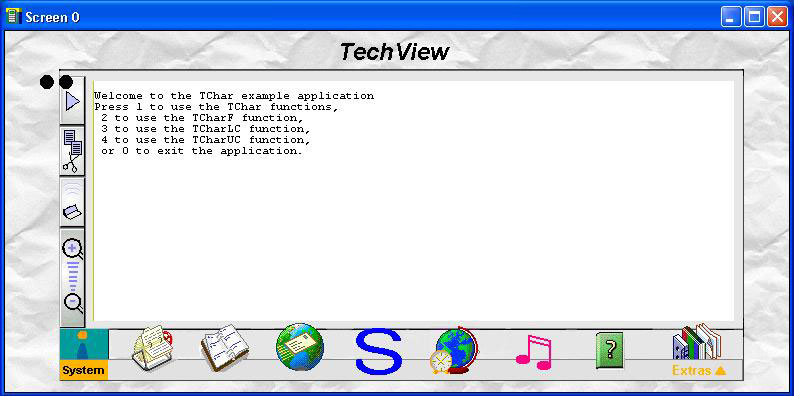 Screen 0
TechView
Welcome to the TChar example application
Press 1 to use the TChar functions,
2 to use the TCharF function,
3 to use the TCharLC function,
4 to use the TCharUC function,
or 0 to exit the application.
S
?
System
Extras